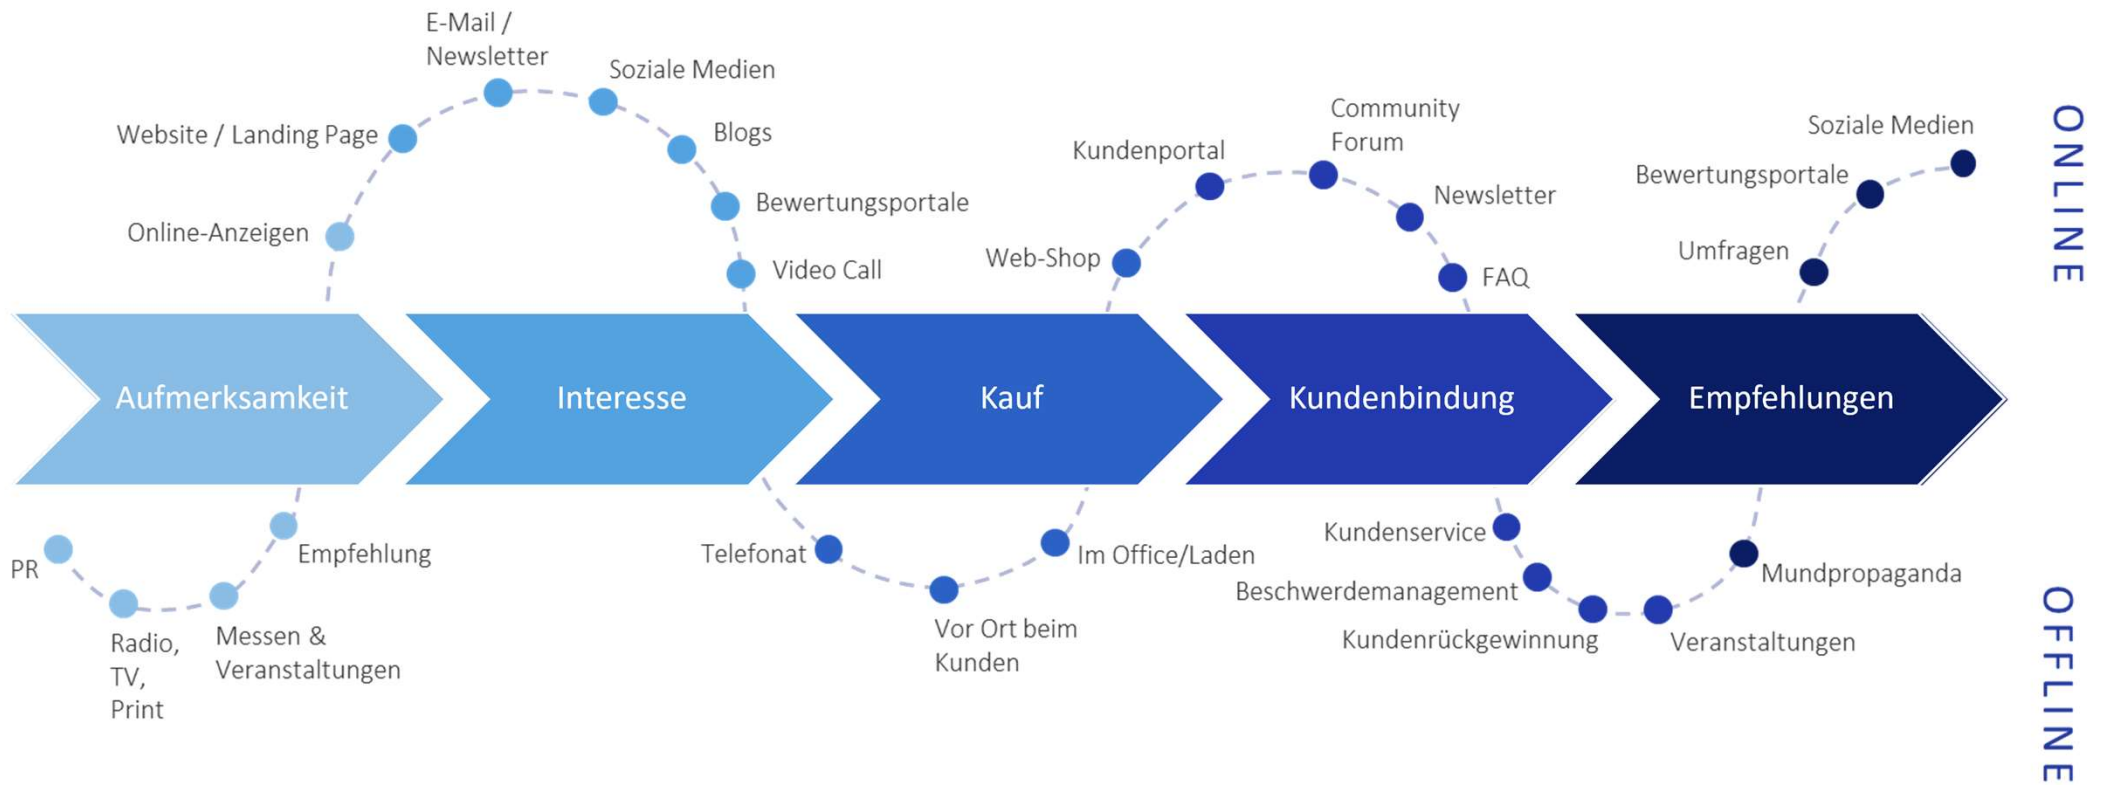 E-Mail /
Newsletter
Soziale Medien
Website / Landing Page
Blogs
Online-Anzeigen
Bewertungsportale
Video Call
Community
Forum
Kundenportal
Newsletter
Web-Shop
FAQ
Soziale Medien
Bewertungsportale
Umfragen
ONLINE
Aufmerksamkeit
Interesse
Kauf
Kundenbindung
Empfehlungen
PR
Radio,
TV,
Print
Messen &
Veranstaltungen
Empfehlung
Telefonat
Vor Ort beim
Kunden
Im Office/Laden
Kundenservice
Beschwerdemanagement
Kundenrückgewinnung
Veranstaltungen
Mundpropaganda
OFFLINE